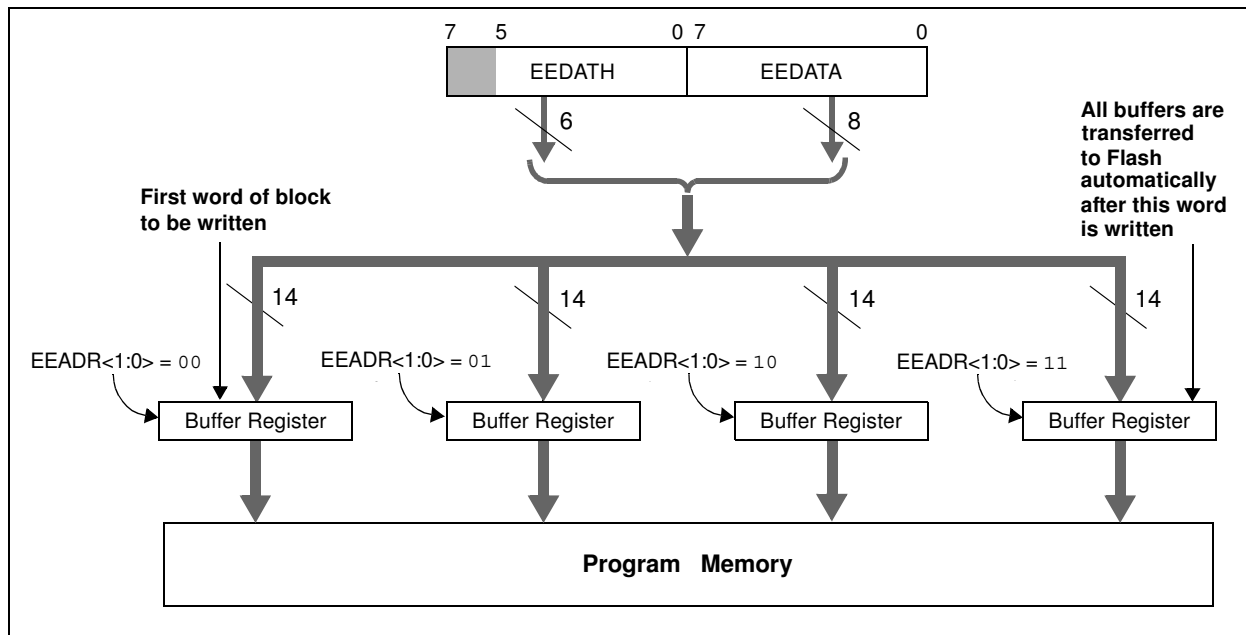 7 5 0 7 0
EEDATH EEDATA
6 8
All buffers are
transferred
to Flash
automatically
after this word
is written
First word of block
to be written
14 14 14 14
EEADR<1:0> = 00 EEADR<1:0> = 01 EEADR<1:0> = 10 EEADR<1:0> = 11
Buffer Register Buffer Register Buffer Register Buffer Register
Program Memory